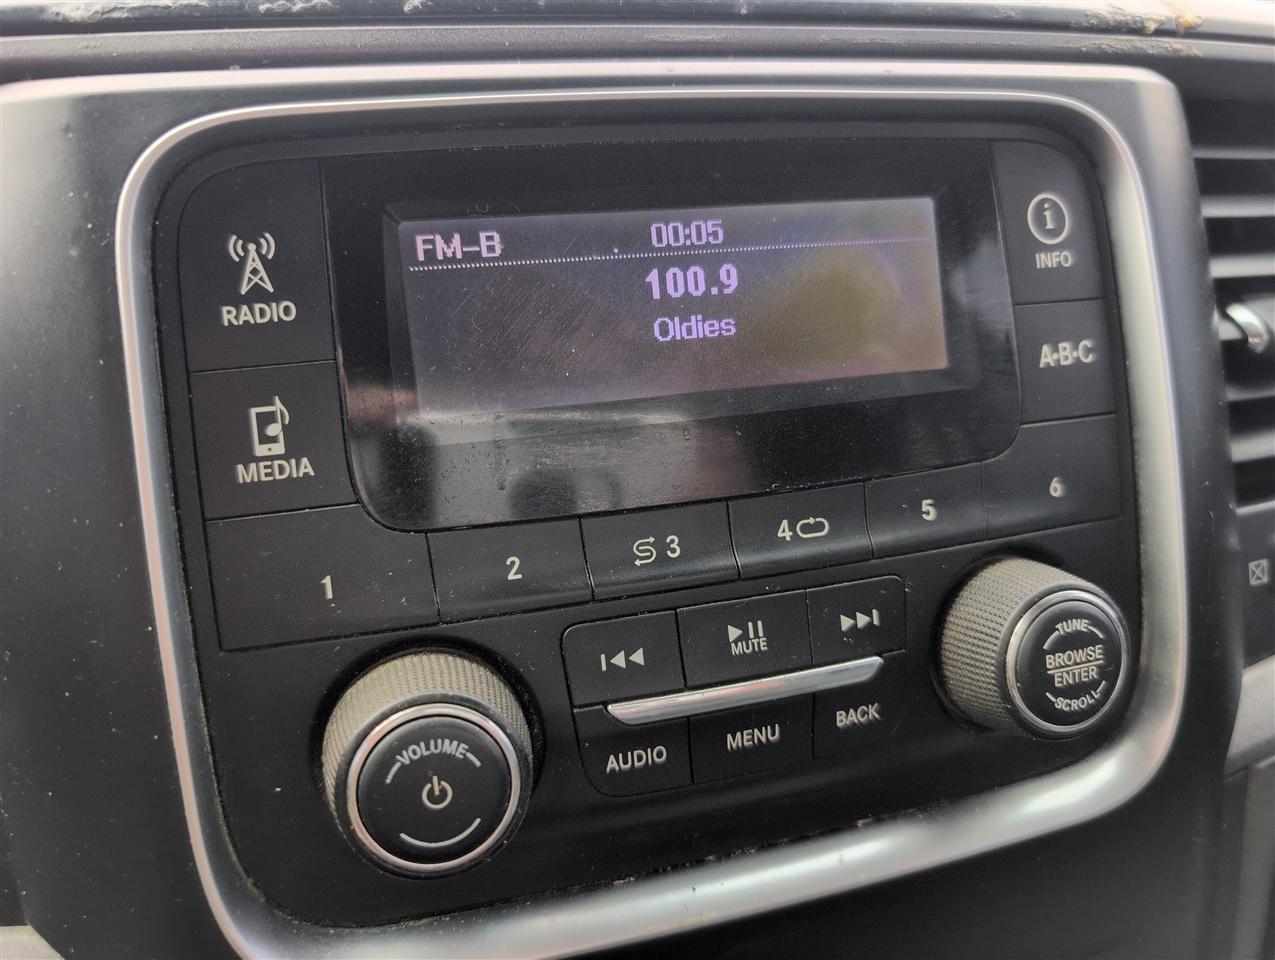 FM-B 00:05
100.9
Oldies
RADIO
MEDIA
i
INFO
A·B·C
1
2
3
4
5
6
MUTE
VOLUME
AUDIO
MENU
BACK
TUNE
BROWSE
ENTER
SCROLL